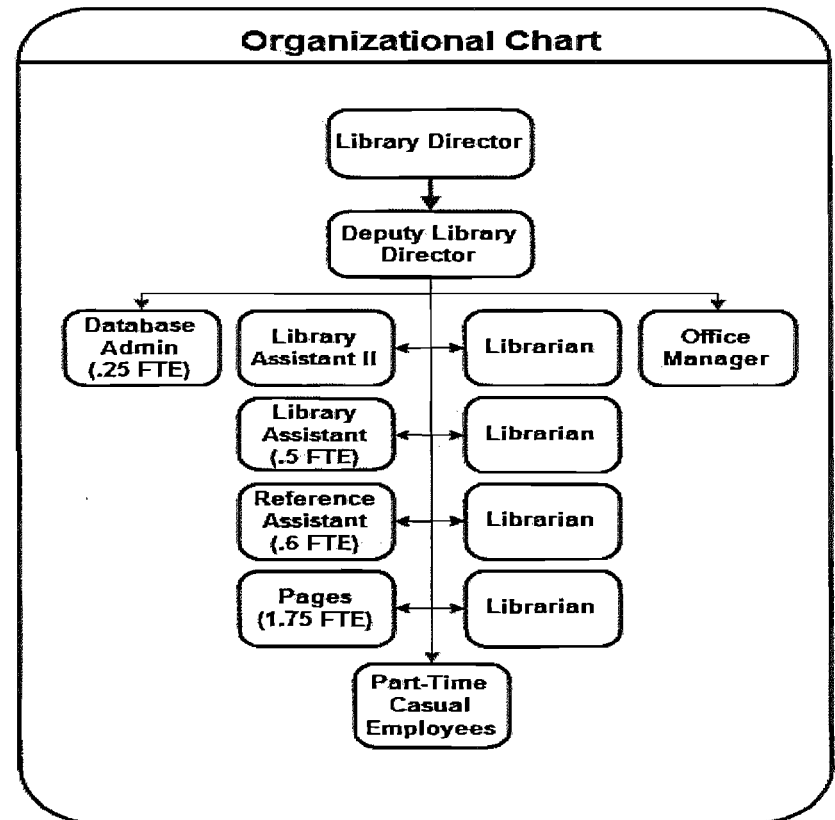 Organizational Chart
Library Director
Deputy Library
Director
Database
Admin
(.25 FTE)
Library
Assistant II
Librarian
Office
Manager
Library
Assistant
(.5 FTE)
Librarian
Reference
Assistant
(.6 FTE)
Librarian
Pages
(1.75 FTE)
Librarian
Part-Time
Casual
Employees